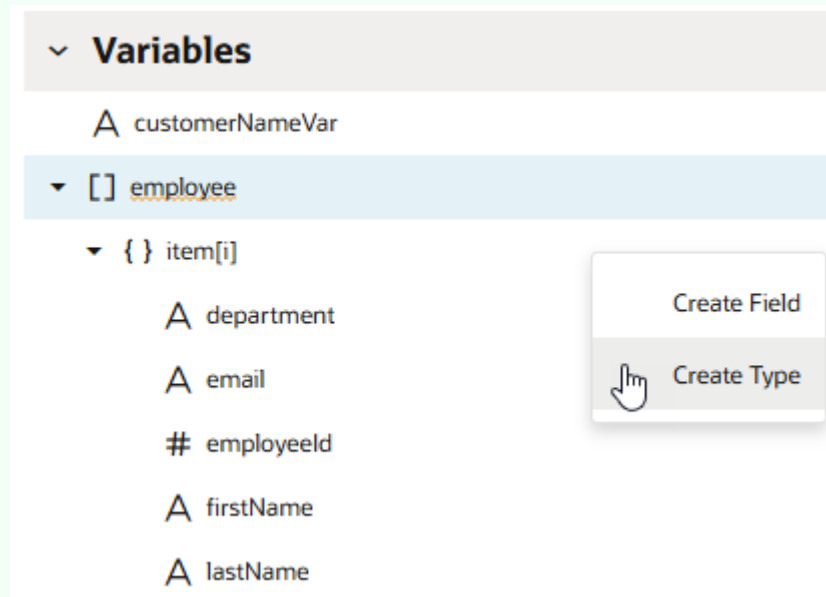 Variables
A customerNameVar
[ ] employee
{ } item[i]
A department
Create Field
A email
Create Type
# employeeId
A firstName
A lastName